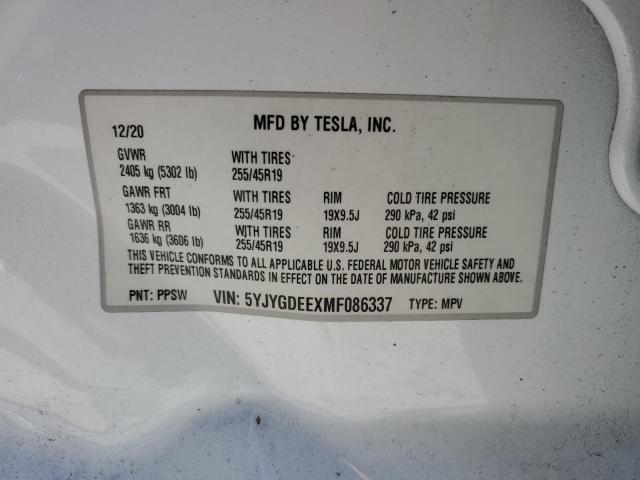 12/20 MFD BY TESLA, INC.
GVWR WITH TIRES
2405 kg (5302 lb) 255/45R19
GAWR FRT WITH TIRES RIM COLD TIRE PRESSURE
1363 kg (3004 lb) 255/45R19 19X9.5J 290 kPa, 42 psi
GAWR RR WITH TIRES RIM COLD TIRE PRESSURE
1636 kg (3606 lb) 255/45R19 19X9.5J 290 kPa, 42 psi
THIS VEHICLE CONFORMS TO ALL APPLICABLE U.S. FEDERAL MOTOR VEHICLE SAFETY AND
THEFT PREVENTION STANDARDS IN EFFECT ON THE DATE OF MANUFACTURE SHOWN ABOVE.
PNT: PPSW VIN: 5YJYGDEEXMF086337 TYPE: MPV